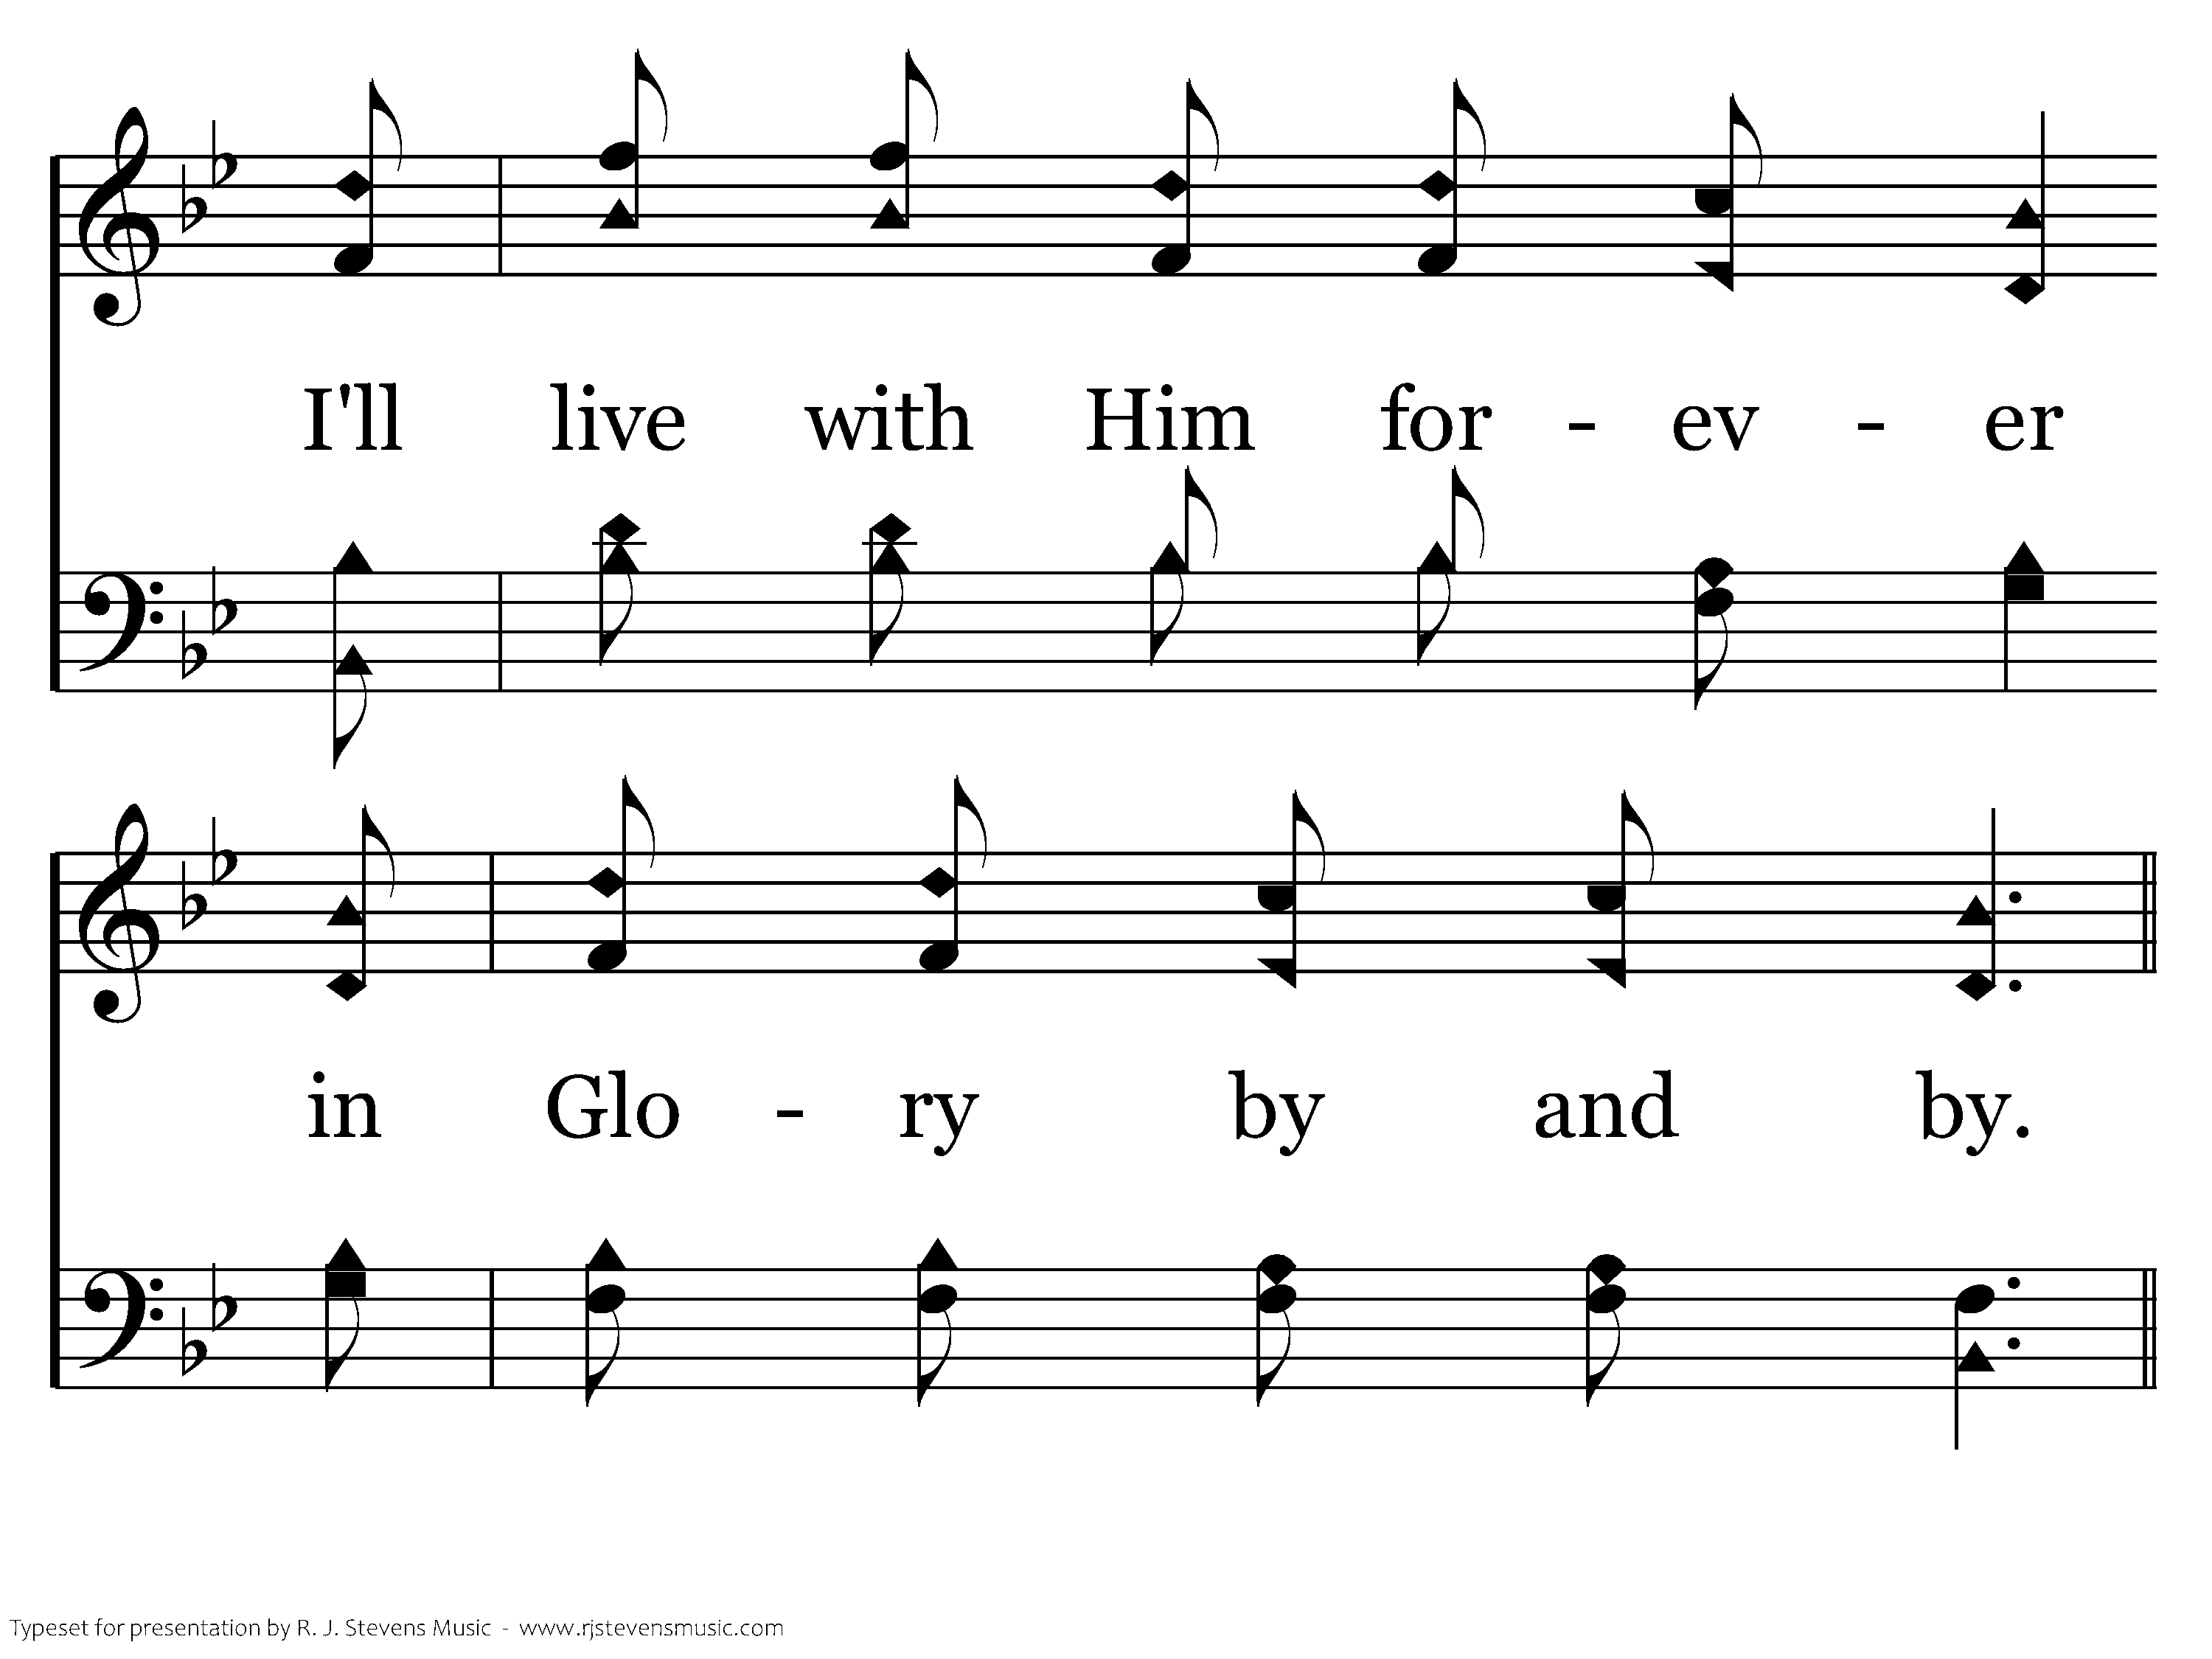 I'll live with Him for - ev - er
in Glo - ry by and by.
Typeset for presentation by R. J. Stevens Music - www.rjstevensmusic.com